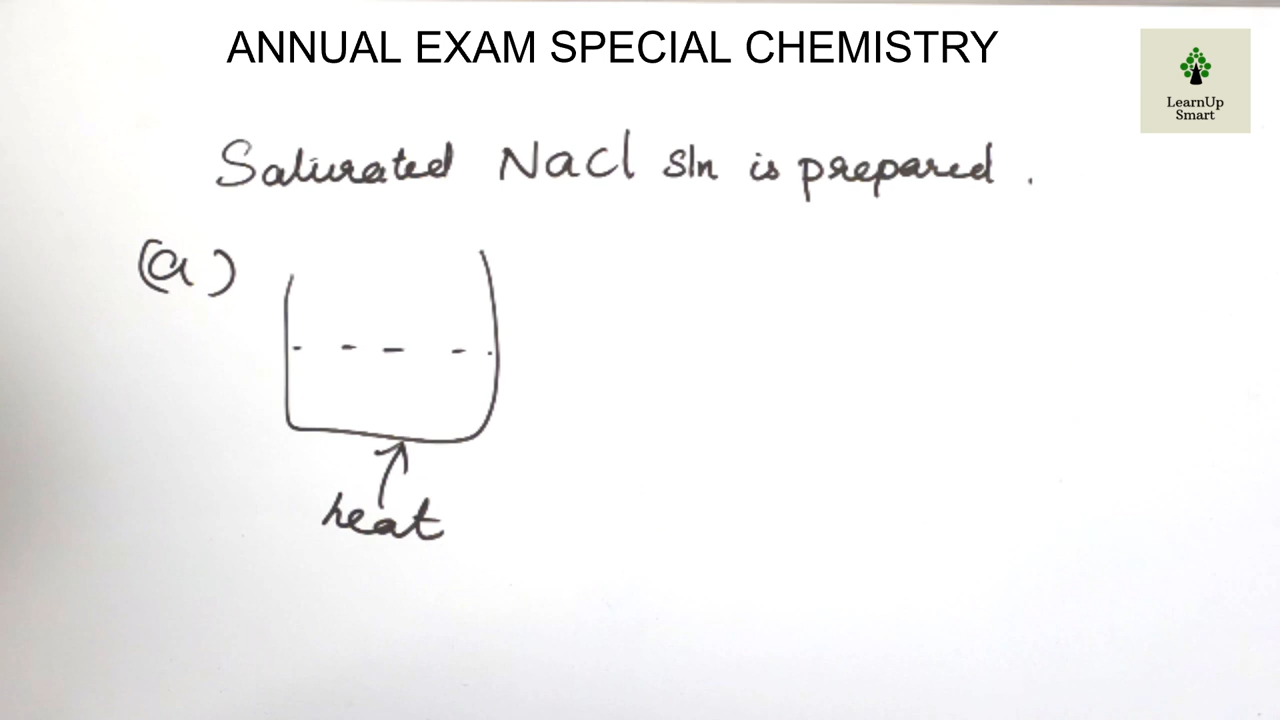 ANNUAL EXAM SPECIAL CHEMISTRY
LearnUp
Smart
Saturated NaCl sln is prepared .
(a)
heat